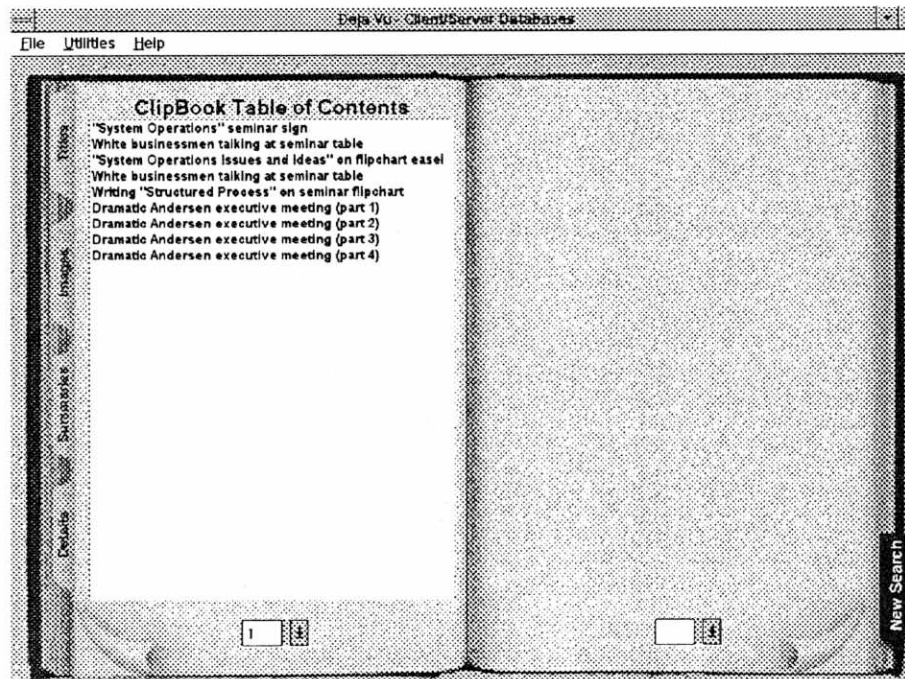 Deja Vu - Client/Server Databases
File Utilities Help
ClipBook Table of Contents
"System Operations" seminar sign
White businessmen talking at seminar table
"System Operations Issues and Ideas" on flipchart easel
White businessmen talking at seminar table
Writing "Structured Process" on seminar flipchart
Dramatic Andersen executive meeting (part 1)
Dramatic Andersen executive meeting (part 2)
Dramatic Andersen executive meeting (part 3)
Dramatic Andersen executive meeting (part 4)
Titles
Images
Summaries
Details
1
New Search